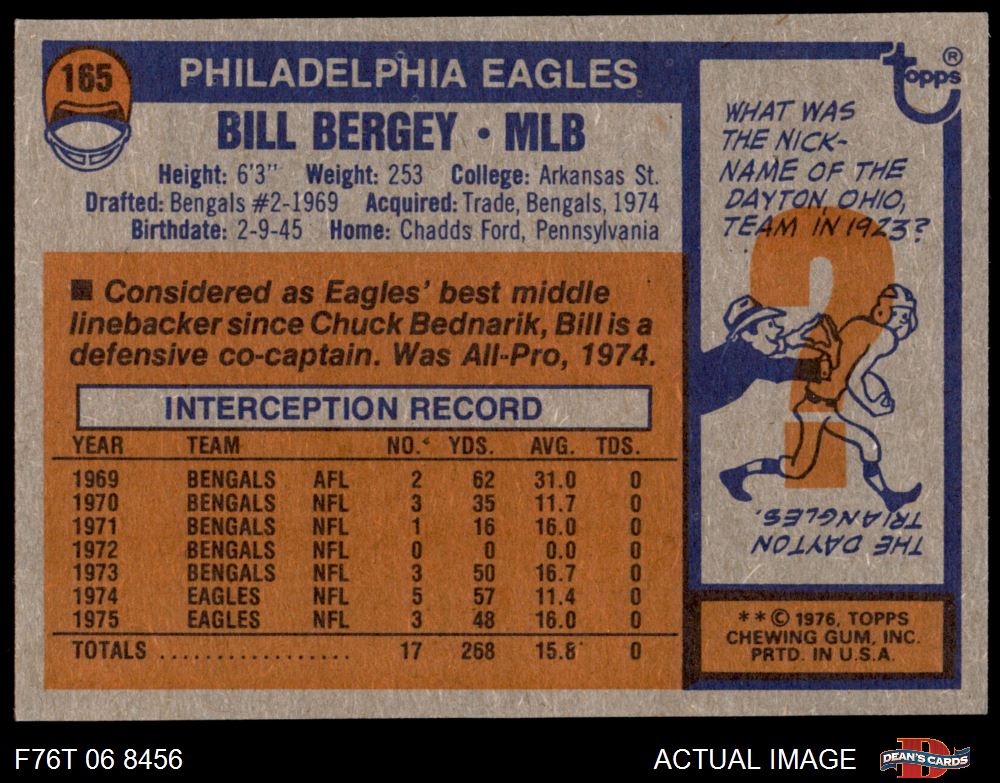 165
PHILADELPHIA EAGLES
BILL BERGEY • MLB
Height: 6'3" Weight: 253 College: Arkansas St.
Drafted: Bengals #2-1969 Acquired: Trade, Bengals, 1974
Birthdate: 2-9-45 Home: Chadds Ford, Pennsylvania
■ Considered as Eagles' best middle
linebacker since Chuck Bednarik, Bill is a
defensive co-captain. Was All-Pro, 1974.
INTERCEPTION RECORD
YEAR TEAM NO. YDS. AVG. TDS.
1969 BENGALS AFL 2 62 31.0 0
1970 BENGALS NFL 3 35 11.7 0
1971 BENGALS NFL 1 16 16.0 0
1972 BENGALS NFL 0 0 0.0 0
1973 BENGALS NFL 3 50 16.7 0
1974 EAGLES NFL 5 57 11.4 0
1975 EAGLES NFL 3 48 16.0 0
TOTALS .................. 17 268 15.8 0
topps®
WHAT WAS
THE NICK-
NAME OF THE
DAYTON, OHIO,
TEAM IN 1923?
?
THE DAYTON
TRIANGLES.
**© 1976, TOPPS
CHEWING GUM, INC.
PRTD. IN U.S.A.
F76T 06 8456
ACTUAL IMAGE
D
DEAN'S CARDS